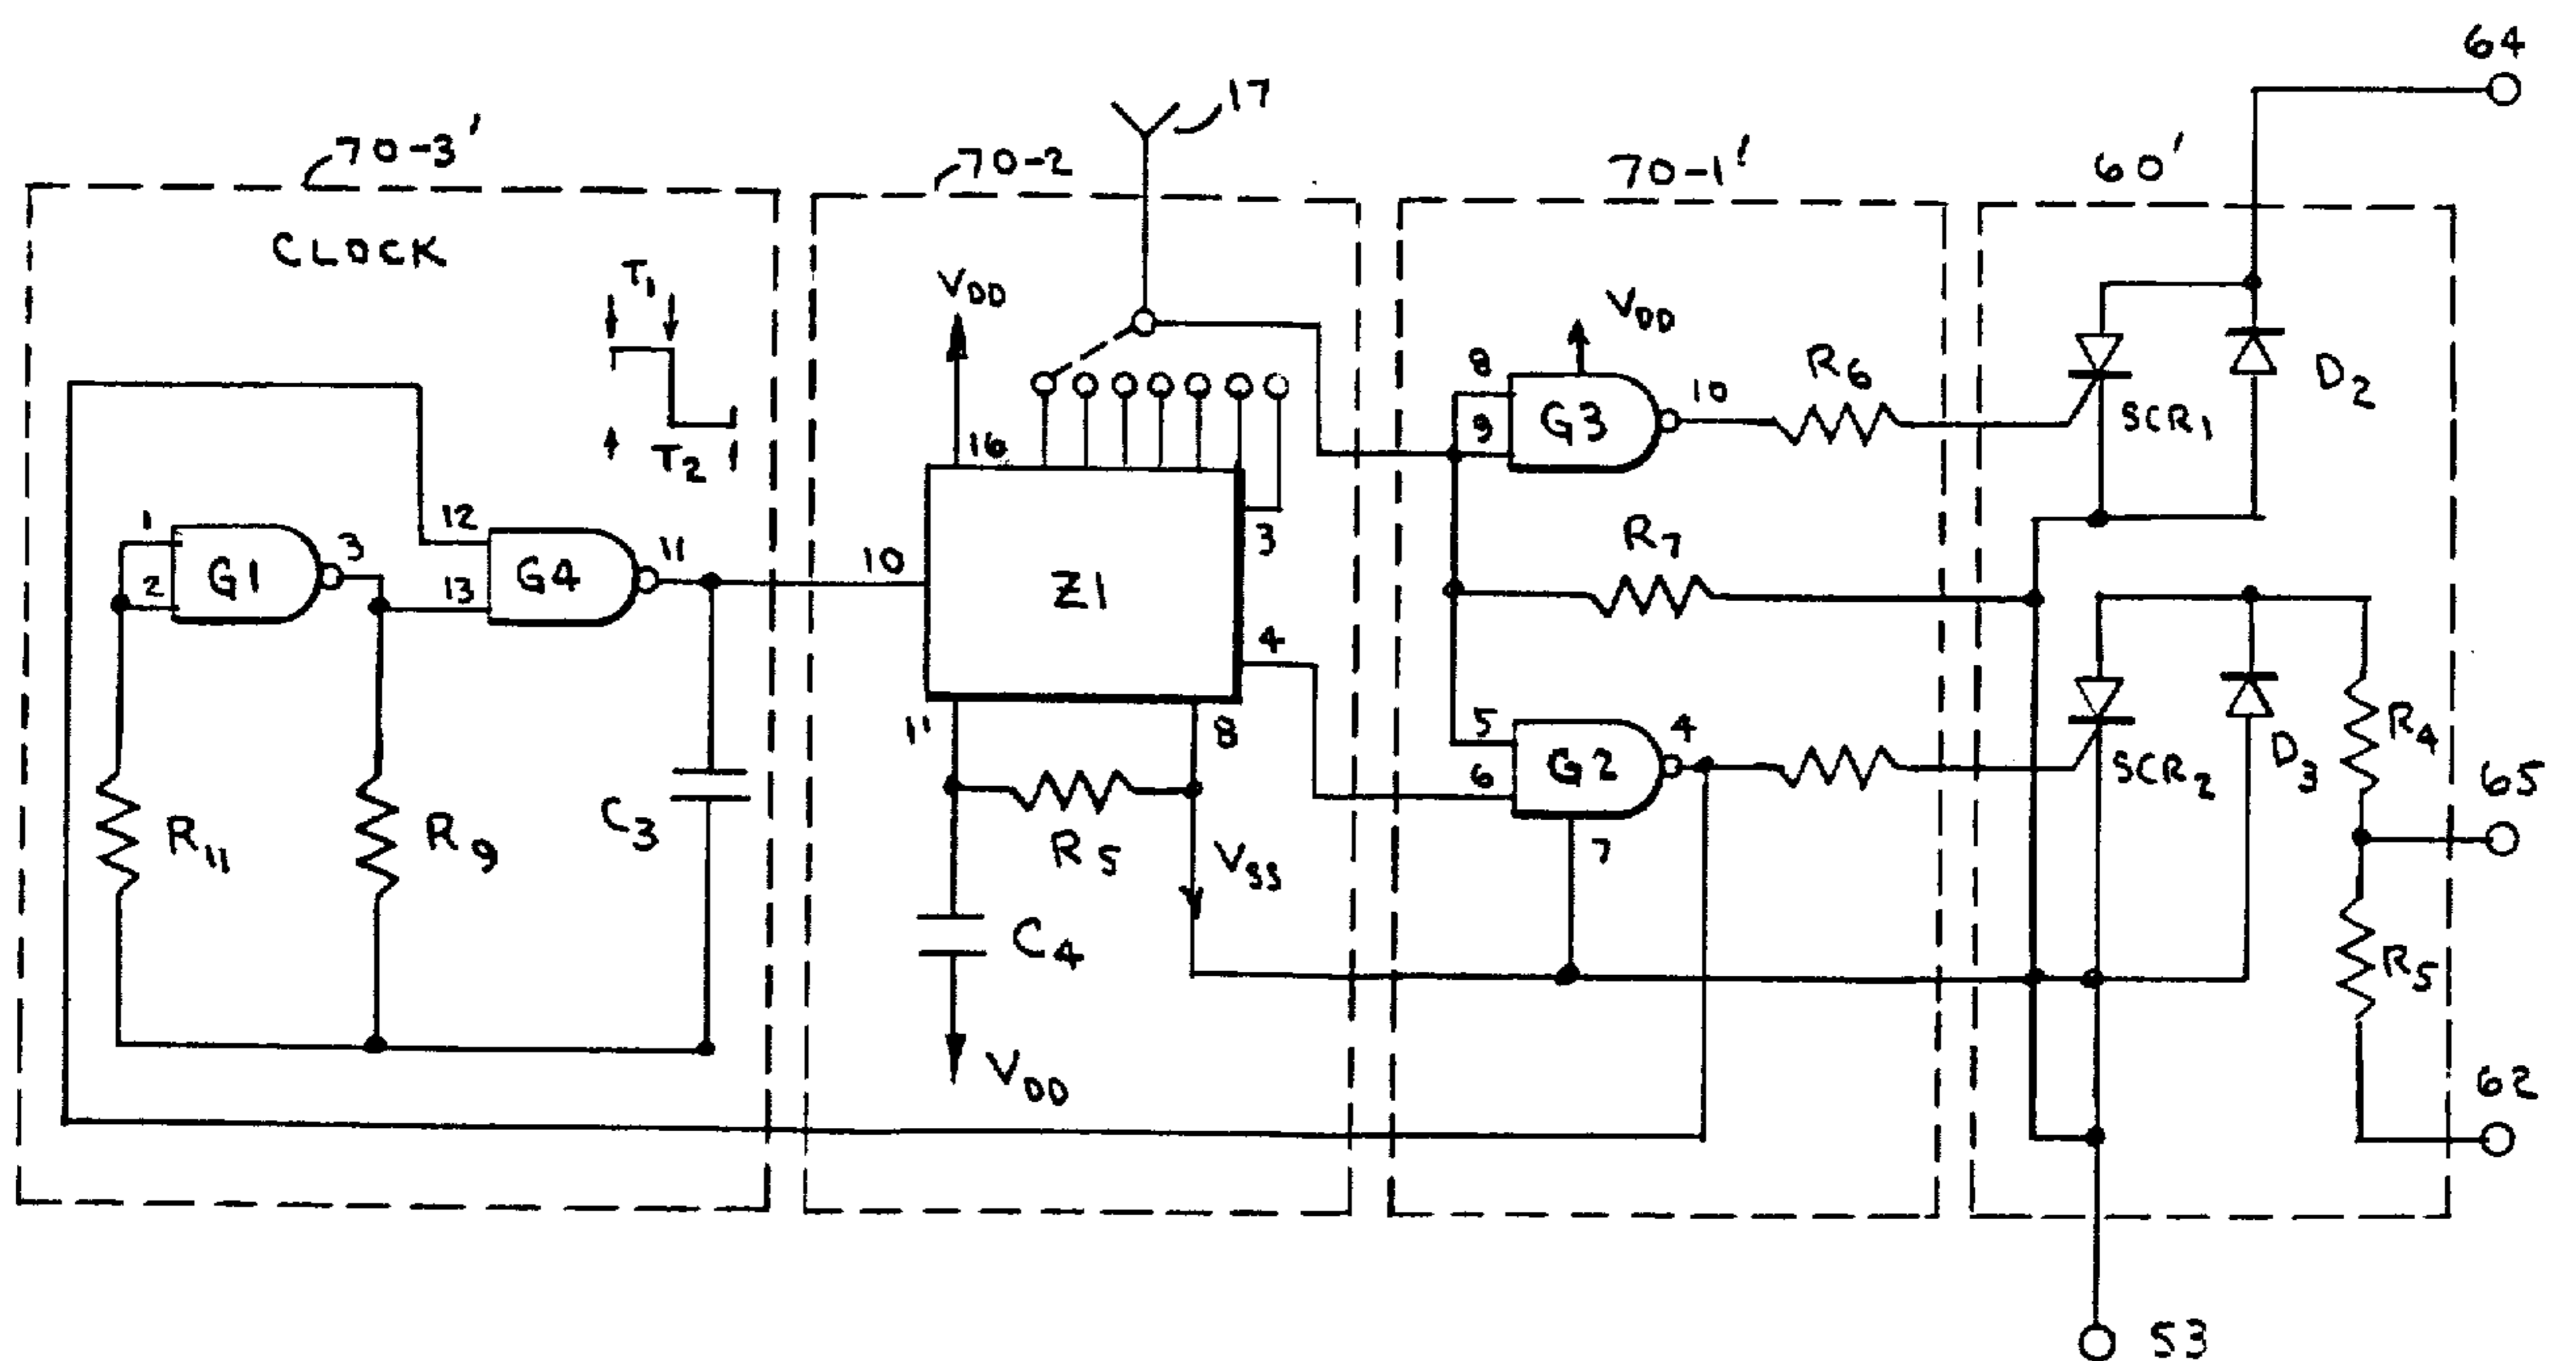 64
17
70-3'
70-2
70-1'
60'
CLOCK
T1
VDD
VDD
T2
16
8
9
G3
10
R6
SCR1
D2
1
2
G1
3
12
13
G4
11
10
Z1
3
4
R7
11
8
5
6
G2
4
7
SCR2
D3
R4
65
R11
R9
C3
R5
VSS
C4
R5
VDD
62
53